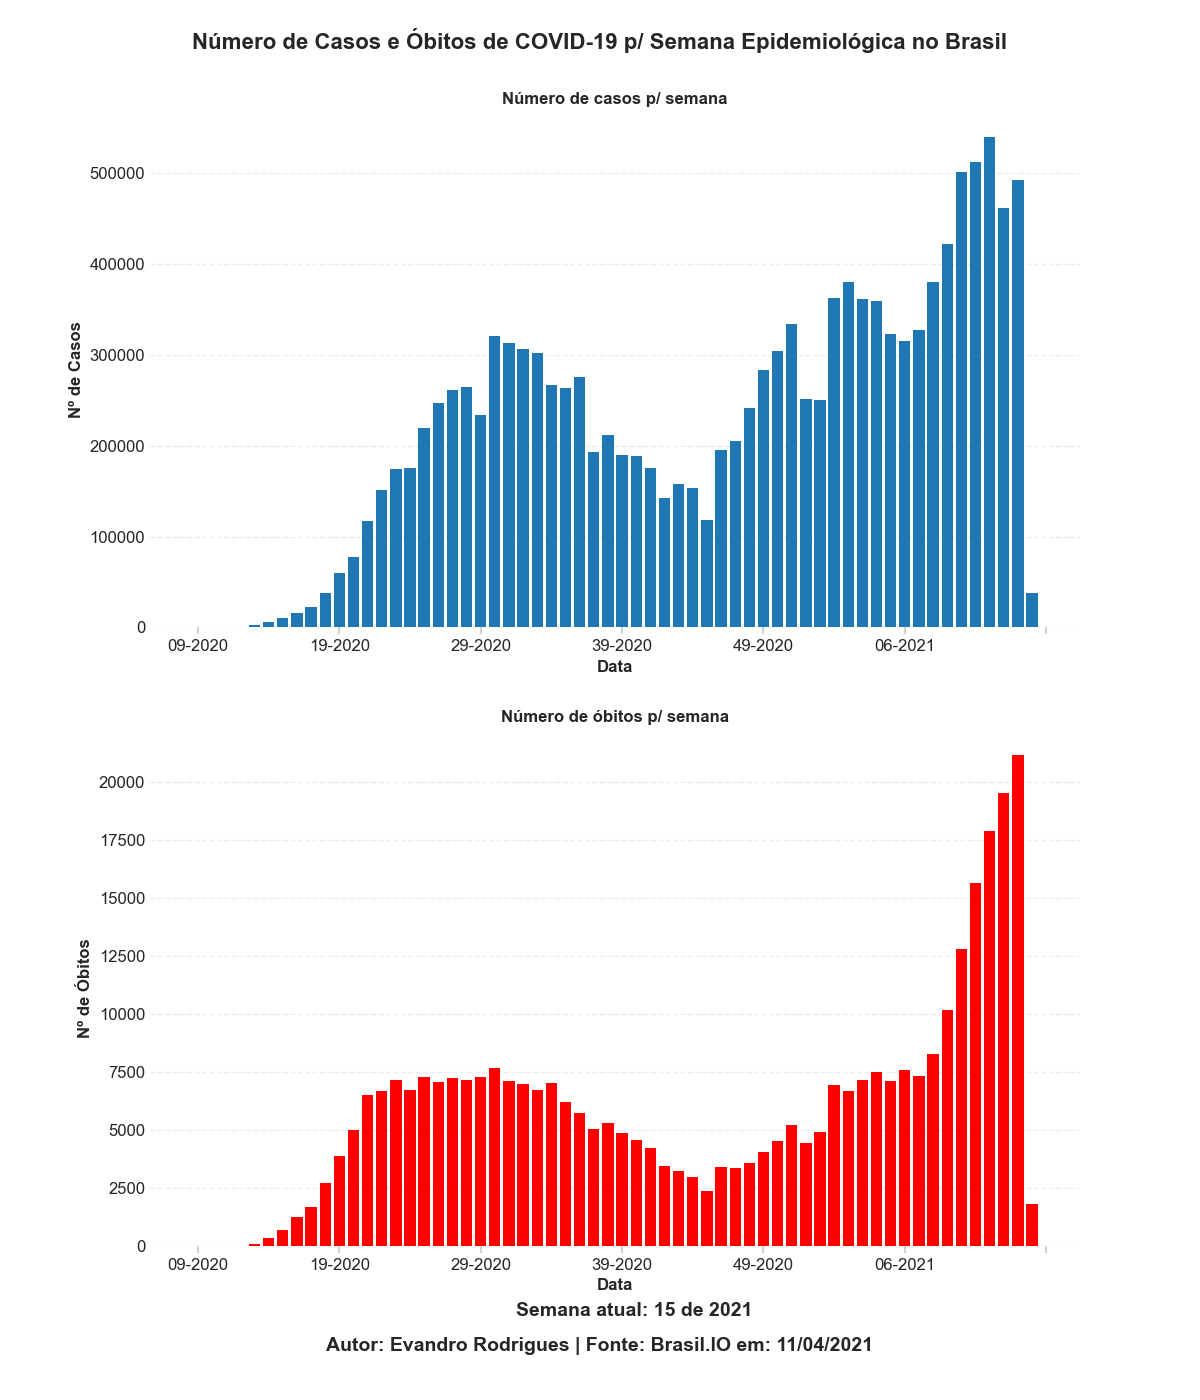 Número de Casos e Óbitos de COVID-19 p/ Semana Epidemiológica no Brasil
Número de casos p/ semana
500000
400000
300000
200000
100000
0
Nº de Casos
09-2020 19-2020 29-2020 39-2020 49-2020 06-2021
Data
Número de óbitos p/ semana
20000
17500
15000
12500
10000
7500
5000
2500
0
Nº de Óbitos
09-2020 19-2020 29-2020 39-2020 49-2020 06-2021
Data
Semana atual: 15 de 2021
Autor: Evandro Rodrigues | Fonte: Brasil.IO em: 11/04/2021